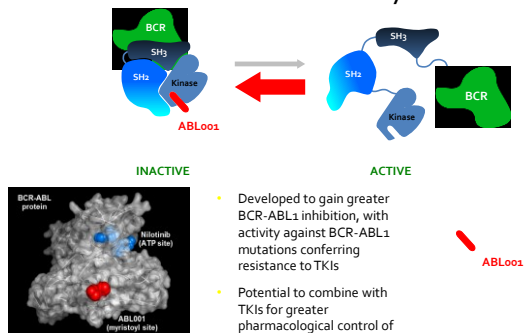 BCR
SH3
SH2
Kinase
ABL001
INACTIVE
SH3
SH2
Kinase
BCR
ACTIVE
BCR-ABL
protein
Nilotinib
(ATP site)
ABL001
(myristoyl site)
Developed to gain greater
BCR-ABL1 inhibition, with
activity against BCR-ABL1
mutations conferring
resistance to TKIs
Potential to combine with
TKIs for greater
pharmacological control of
ABL001